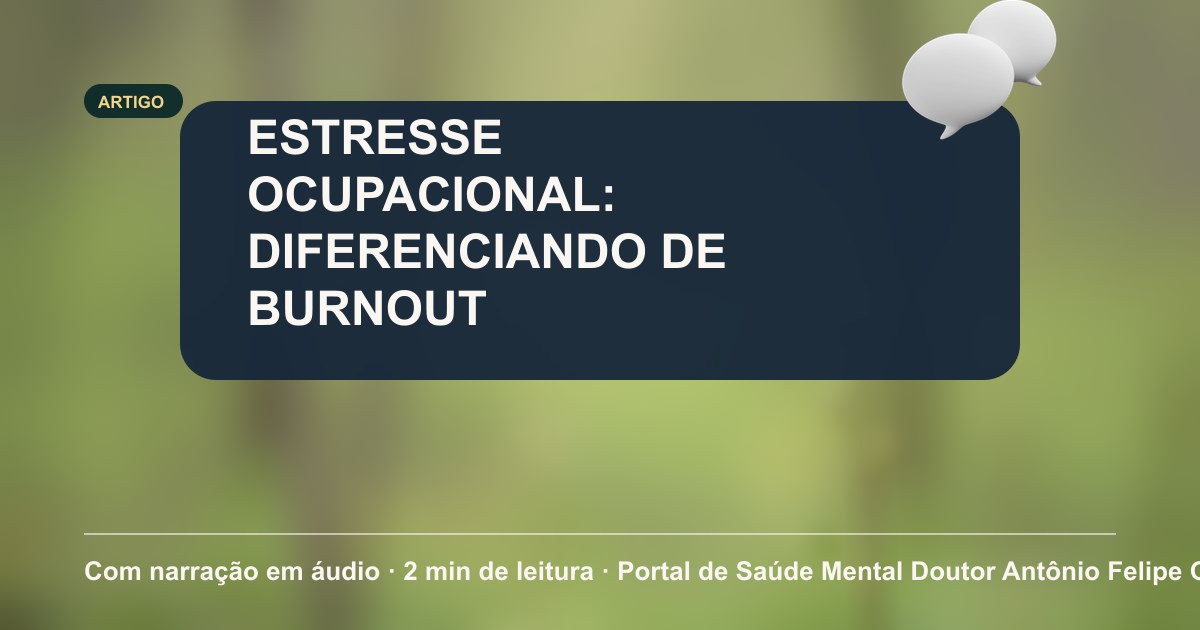 ARTIGO
ESTRESSE
OCUPACIONAL:
DIFERENCIANDO DE
BURNOUT
Com narração em áudio · 2 min de leitura · Portal de Saúde Mental Doutor Antônio Felipe